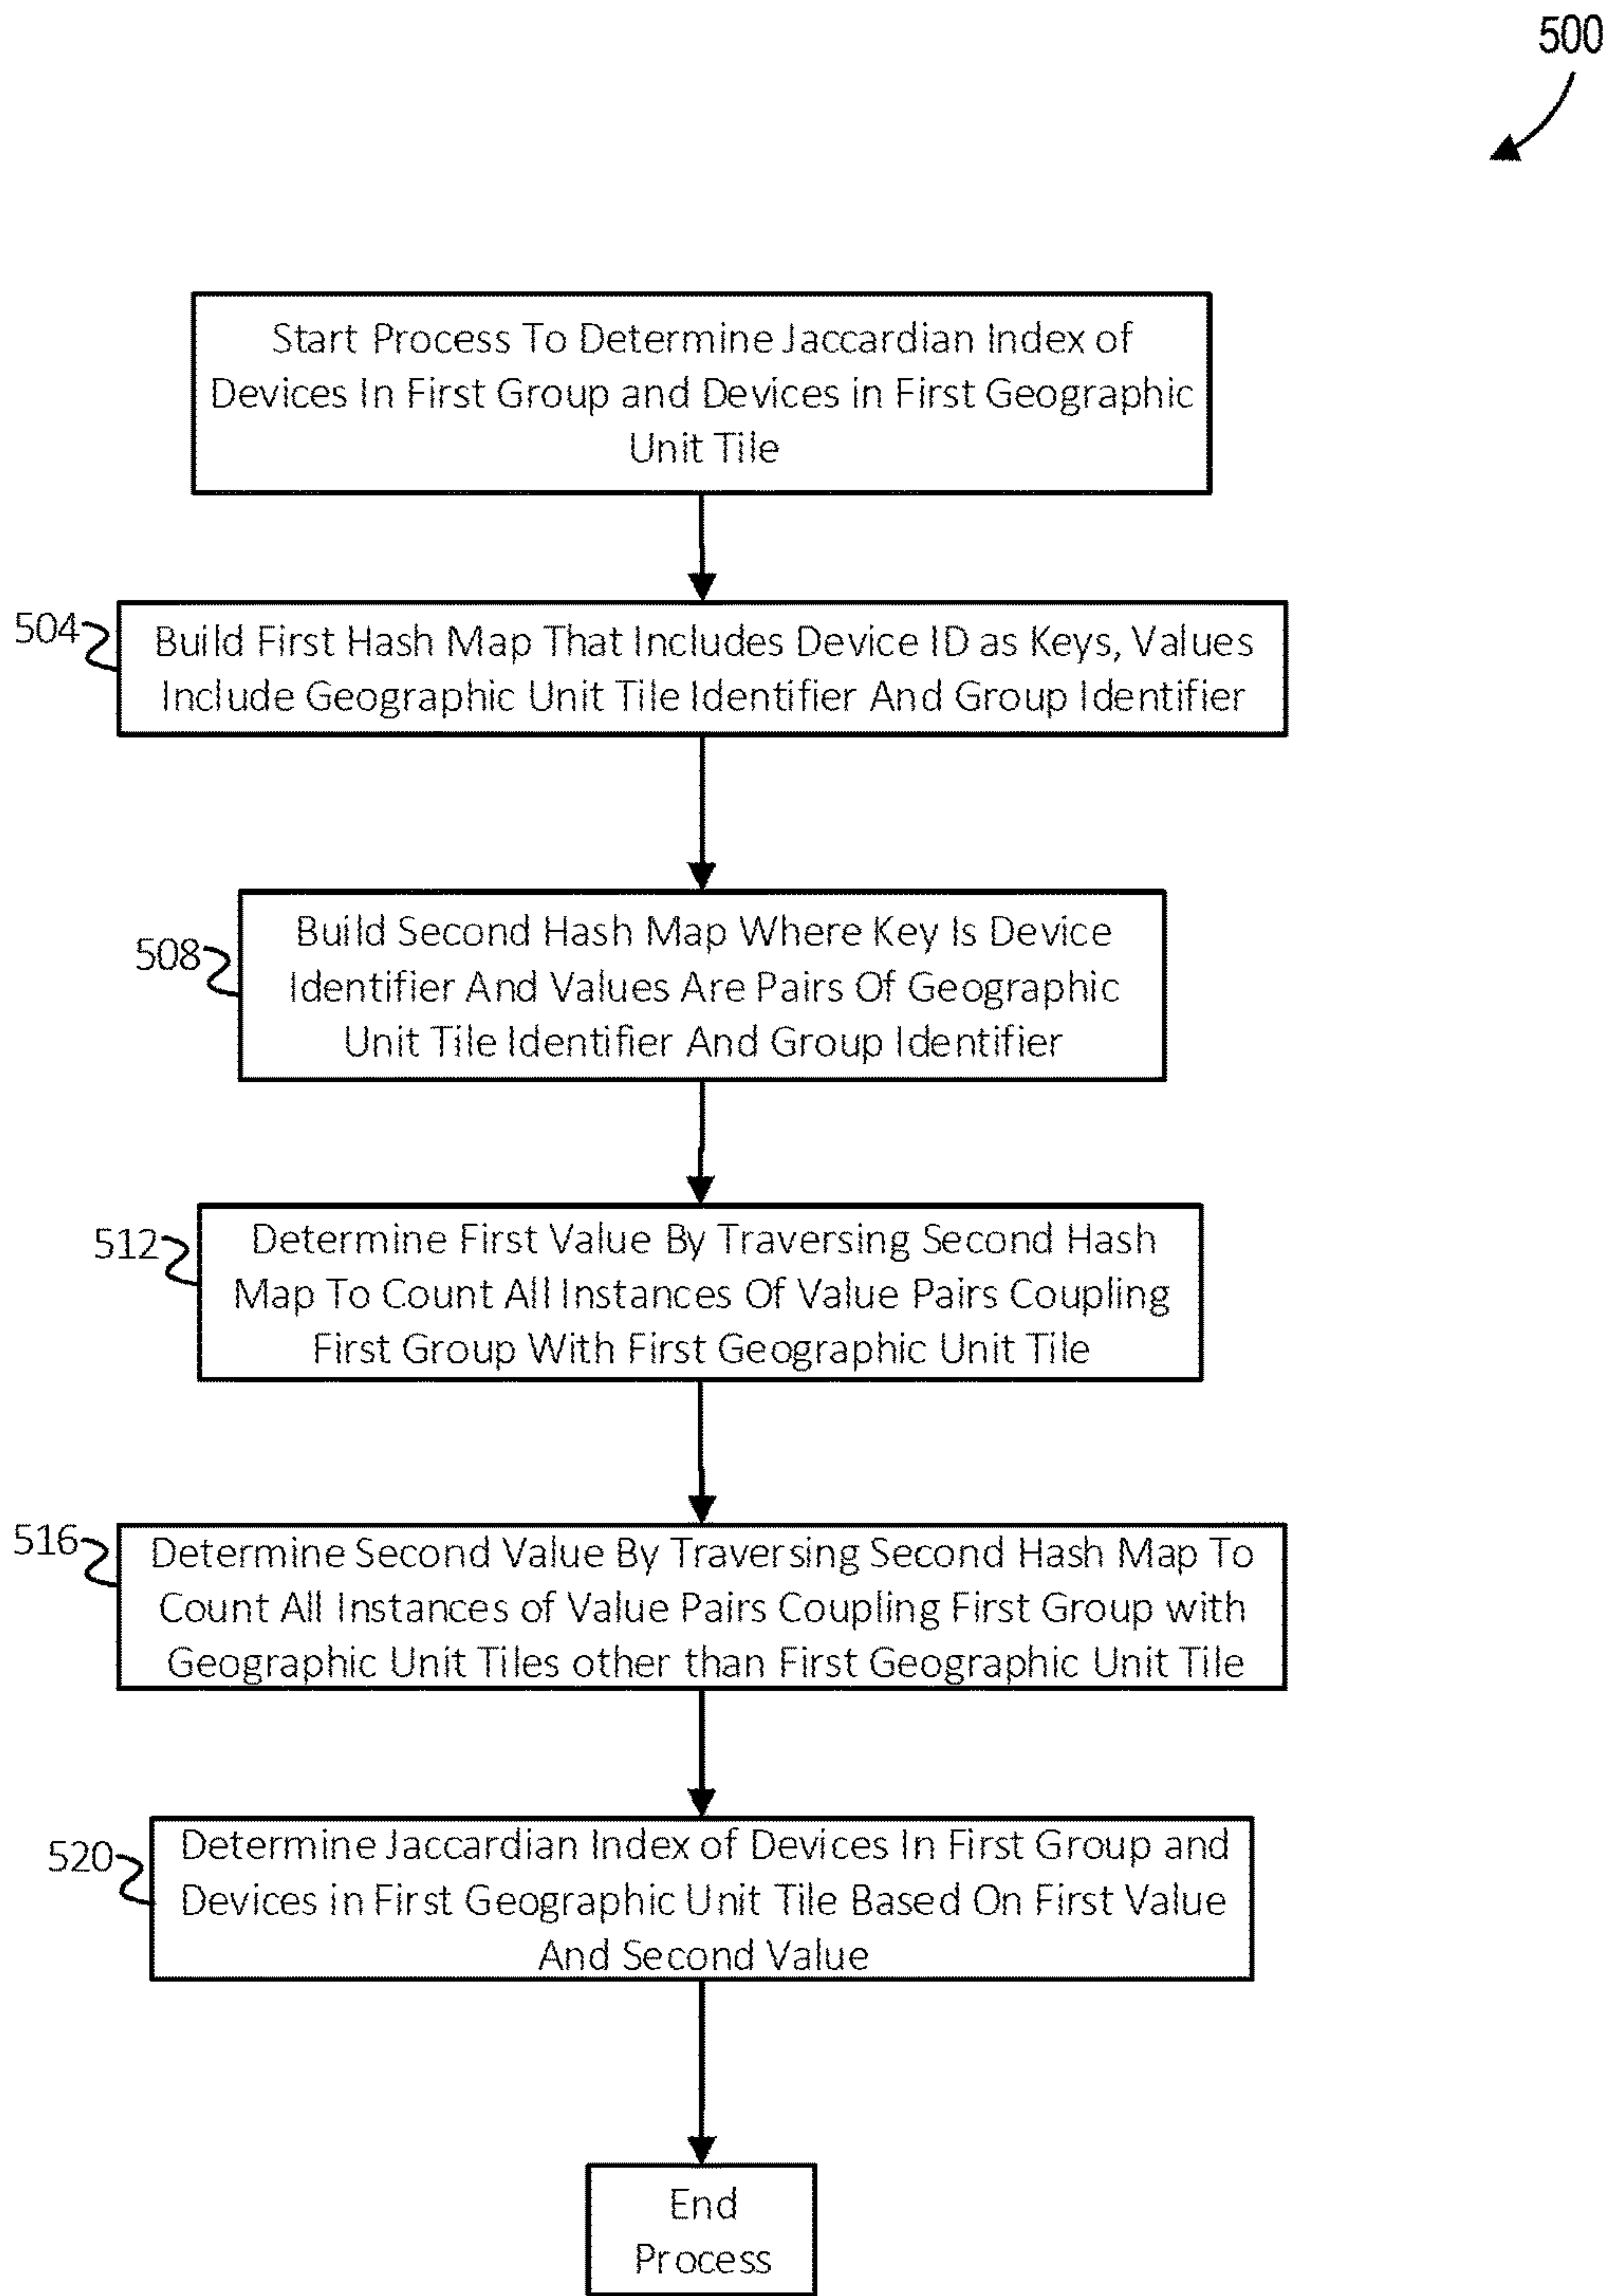 500
Start Process To Determine Jaccardian Index of
Devices In First Group and Devices in First Geographic
Unit Tile
504
Build First Hash Map That Includes Device ID as Keys, Values
Include Geographic Unit Tile Identifier And Group Identifier
508
Build Second Hash Map Where Key Is Device
Identifier And Values Are Pairs Of Geographic
Unit Tile Identifier And Group Identifier
512
Determine First Value By Traversing Second Hash
Map To Count All Instances Of Value Pairs Coupling
First Group With First Geographic Unit Tile
516
Determine Second Value By Traversing Second Hash Map To
Count All Instances of Value Pairs Coupling First Group with
Geographic Unit Tiles other than First Geographic Unit Tile
520
Determine Jaccardian Index of Devices In First Group and
Devices in First Geographic Unit Tile Based On First Value
And Second Value
End
Process